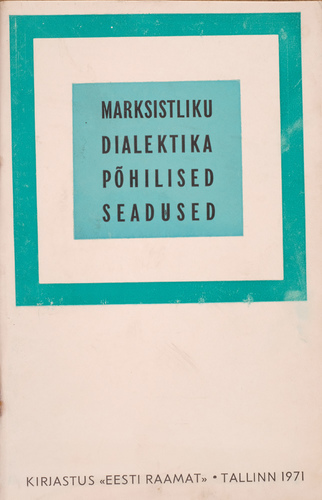 MARKSISTLIKU
DIALEKTIKA
PÕHILISED
SEADUSED
KIRJASTUS «EESTI RAAMAT» • TALLINN 1971